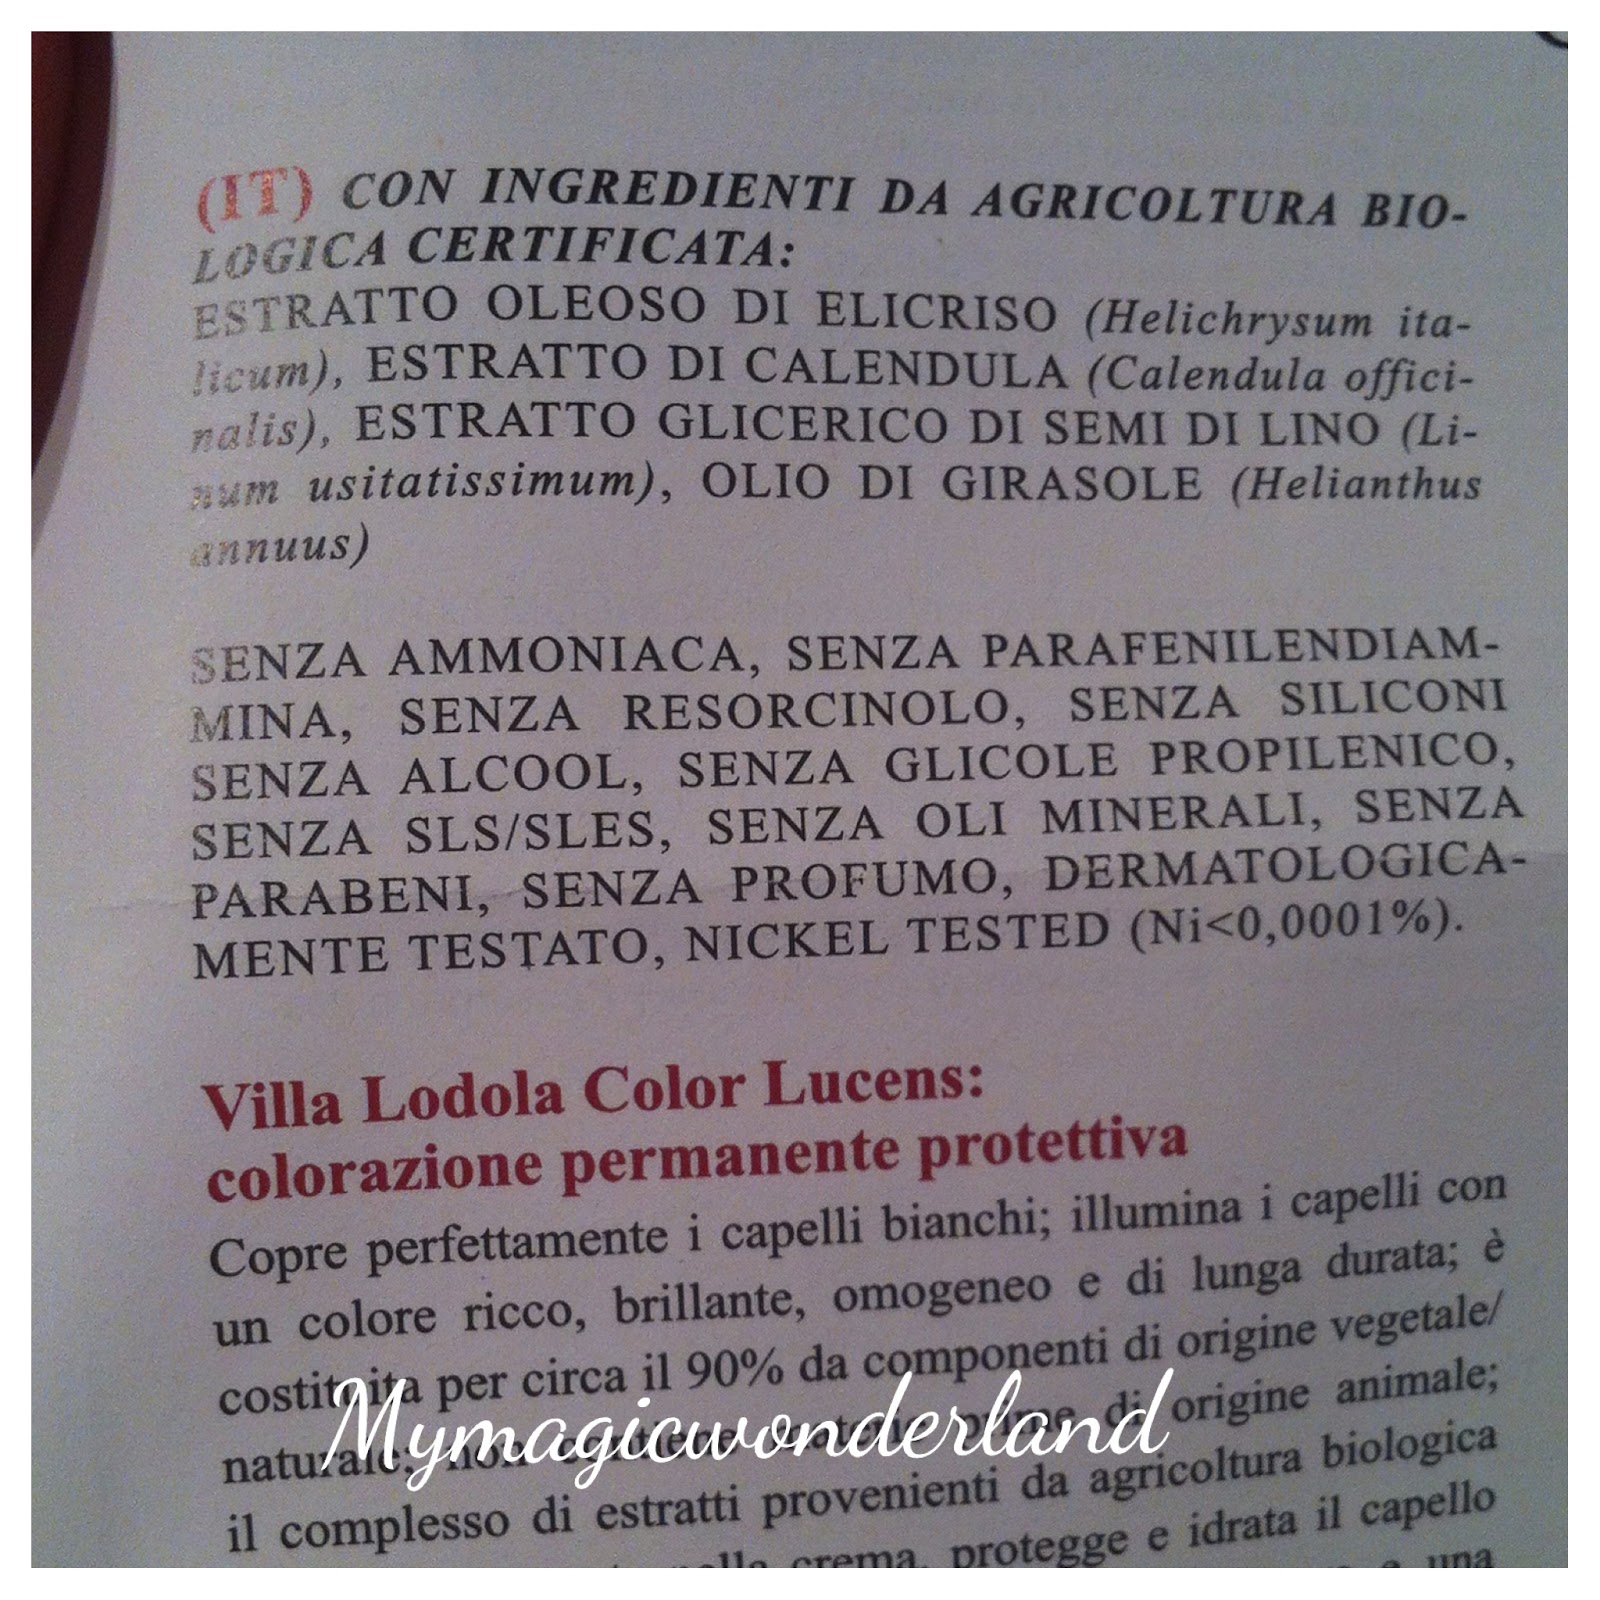 (IT) CON INGREDIENTI DA AGRICOLTURA BIO-
LOGICA CERTIFICATA:
ESTRATTO OLEOSO DI ELICRISO (Helichrysum ita-
licum), ESTRATTO DI CALENDULA (Calendula offici-
nalis), ESTRATTO GLICERICO DI SEMI DI LINO (Li-
num usitatissimum), OLIO DI GIRASOLE (Helianthus
annuus)
SENZA AMMONIACA, SENZA PARAFENILENDIAM-
MINA, SENZA RESORCINOLO, SENZA SILICONI
SENZA ALCOOL, SENZA GLICOLE PROPILENICO,
SENZA SLS/SLES, SENZA OLI MINERALI, SENZA
PARABENI, SENZA PROFUMO, DERMATOLOGICA-
MENTE TESTATO, NICKEL TESTED (Ni<0,0001%).
Villa Lodola Color Lucens:
colorazione permanente protettiva
Copre perfettamente i capelli bianchi; illumina i capelli con
un colore ricco, brillante, omogeneo e di lunga durata; è
costituita per circa il 90% da componenti di origine vegetale/
naturale; non prime di origine animale;
Mymagicwonderland
il complesso di estratti provenienti da agricoltura biologica
crema, protegge e idrata il capello
e una